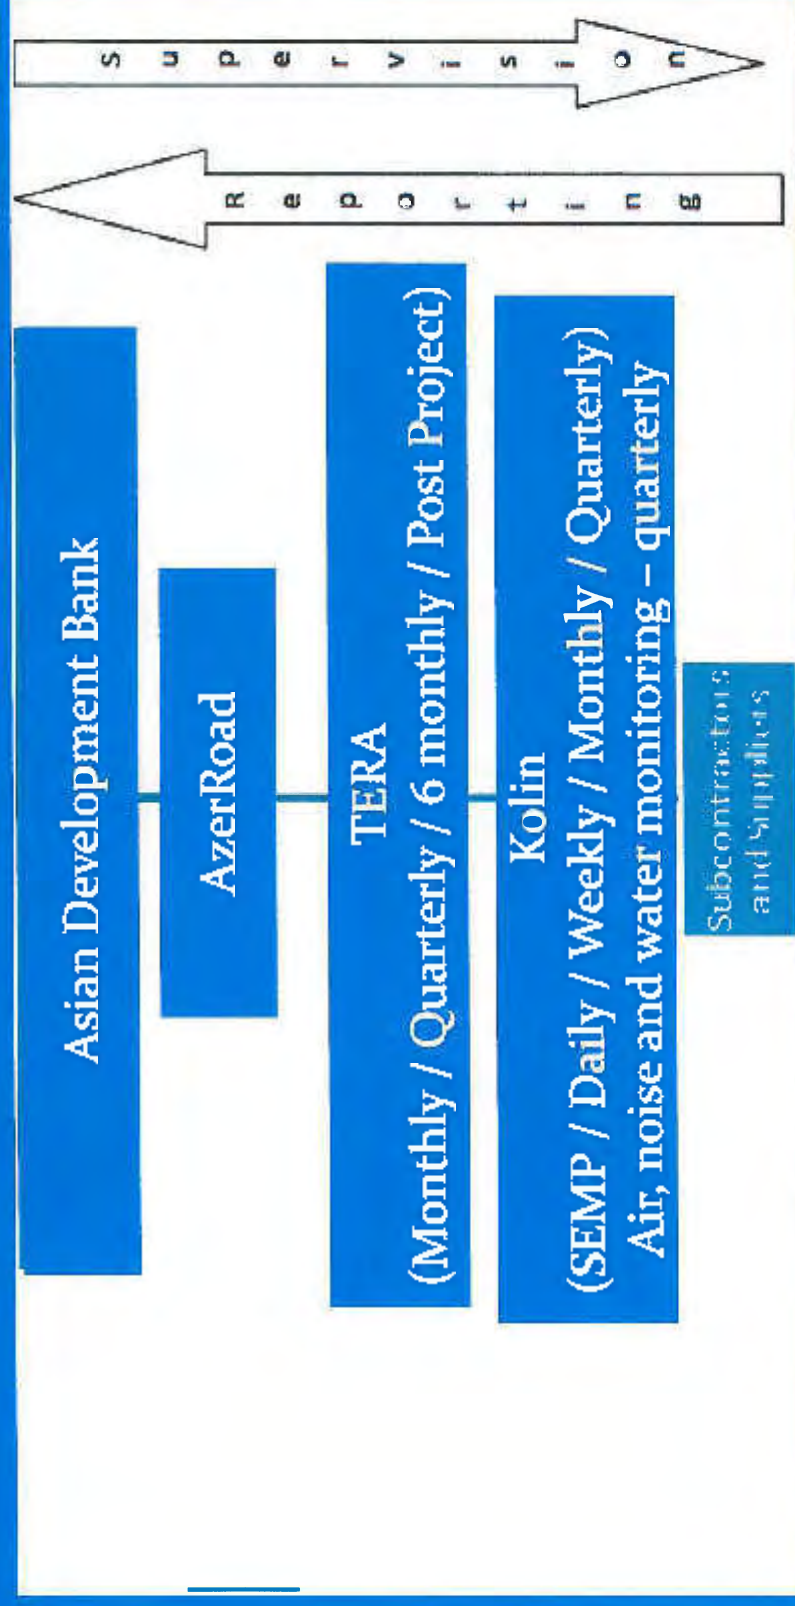 Asian Development Bank
AzerRoad
TERA
(Monthly / Quarterly / 6 monthly / Post Project)
Kolin
(SEMP / Daily / Weekly / Monthly / Quarterly)
Air, noise and water monitoring – quarterly
Subcontractors
and Suppliers
Reporting
Supervision